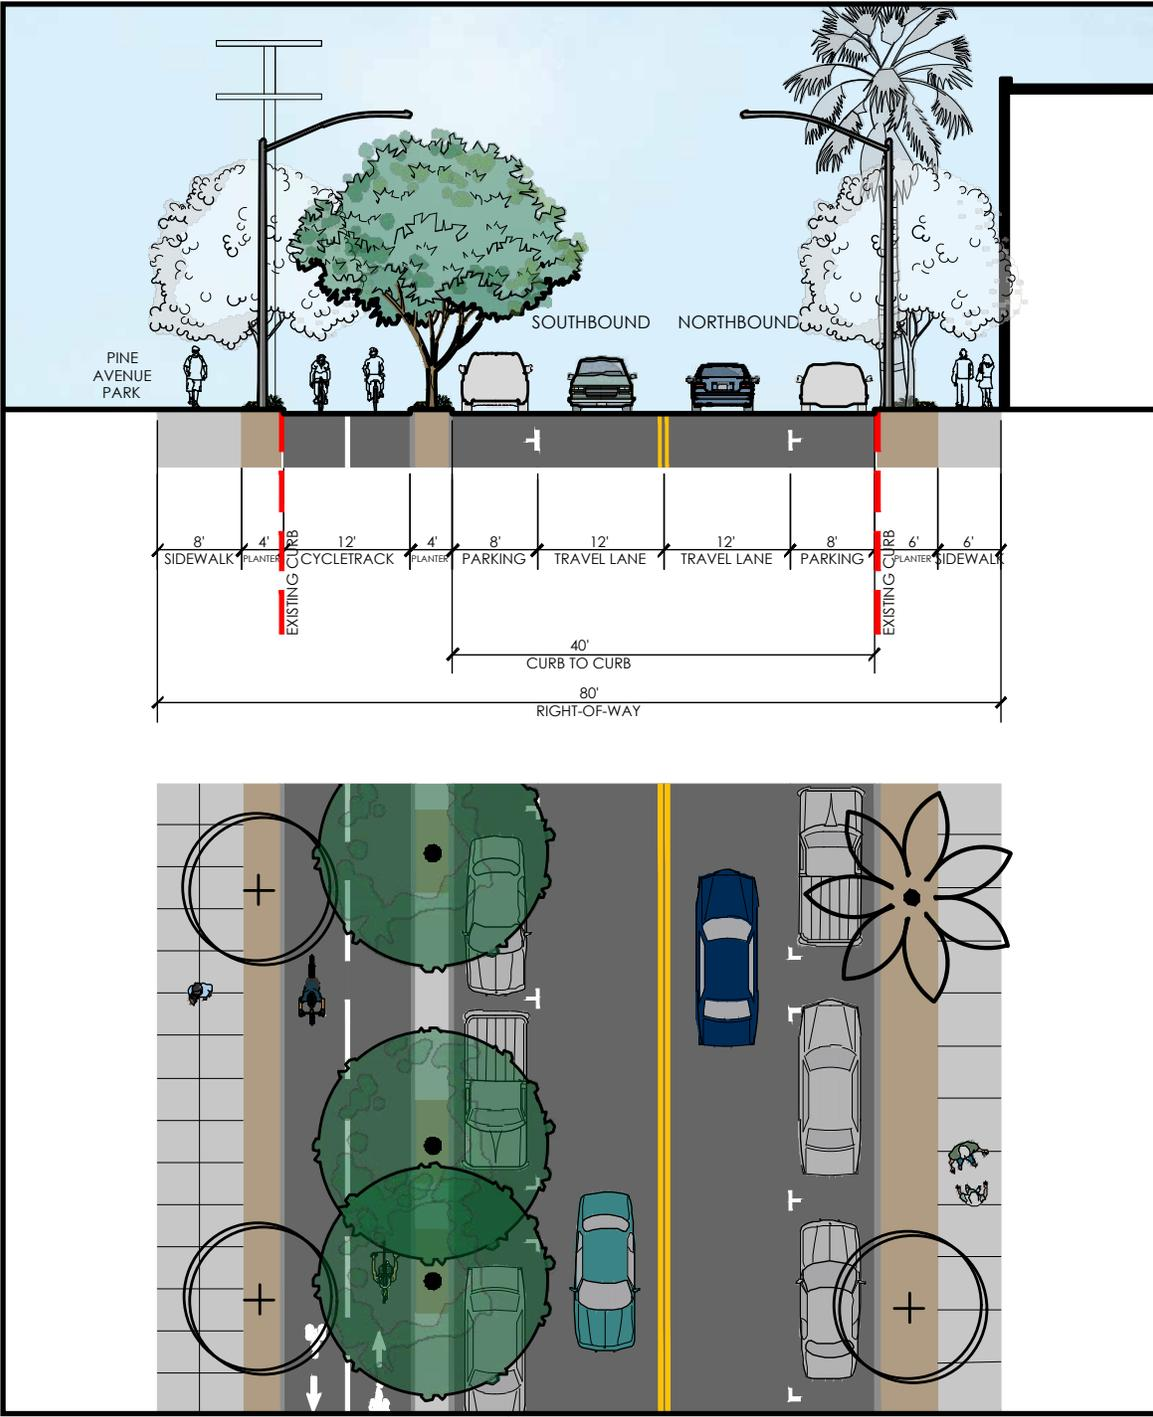 SOUTHBOUND NORTHBOUND
PINE
AVENUE
PARK
8' 4' 12' 4' 8' 12' 12' 8' 6' 6'
SIDEWALK PLANTER CYCLETRACK PLANTER PARKING TRAVEL LANE TRAVEL LANE PARKING PLANTER SIDEWALK
EXISTING CURB
EXISTING CURB
40'
CURB TO CURB
80'
RIGHT-OF-WAY